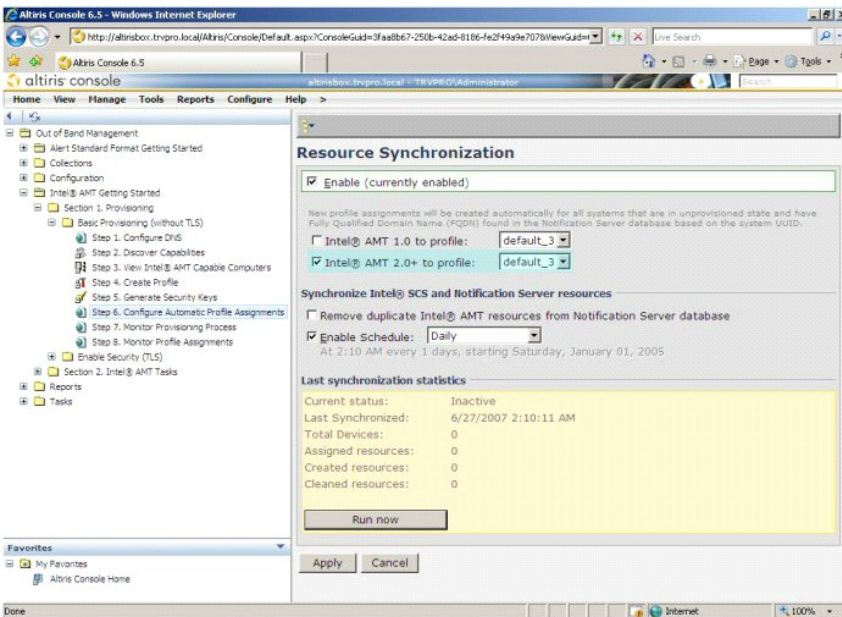 Altiris Console 6.5 - Windows Internet Explorer
http://altirisbox.trvpro.local/Altiris/Console/Default.aspx?ConsoleGuid=3faa8b67-250b-42ad-8186-fe2f49a9e707&ViewGuid=
Live Search
Altiris Console 6.5
Page
Tools
altiris console
altirisbox.trvpro.local - TRVPRO\Administrator
Search
Home View Manage Tools Reports Configure Help >
Out of Band Management
Alert Standard Format Getting Started
Collections
Configuration
Intel® AMT Getting Started
Section 1. Provisioning
Basic Provisioning (without TLS)
Step 1. Configure DNS
Step 2. Discover Capabilities
Step 3. View Intel® AMT Capable Computers
Step 4. Create Profile
Step 5. Generate Security Keys
Step 6. Configure Automatic Profile Assignments
Step 7. Monitor Provisioning Process
Step 8. Monitor Profile Assignments
Enable Security (TLS)
Section 2. Intel® AMT Tasks
Reports
Tasks
Favorites
My Favorites
Altiris Console Home
Resource Synchronization
Enable (currently enabled)
New profile assignments will be created automatically for all systems that are in unprovisioned state and have
Fully Qualified Domain Name (FQDN) found in the Notification Server database based on the system UUID.
Intel® AMT 1.0 to profile: default_3
Intel® AMT 2.0+ to profile: default_3
Synchronize Intel® SCS and Notification Server resources
Remove duplicate Intel® AMT resources from Notification Server database
Enable Schedule: Daily
At 2:10 AM every 1 days, starting Saturday, January 01, 2005
Last synchronization statistics
Current status: Inactive
Last Synchronized: 6/27/2007 2:10:11 AM
Total Devices: 0
Assigned resources: 0
Created resources: 0
Cleaned resources: 0
Run now
Apply Cancel
Done
Internet
100%